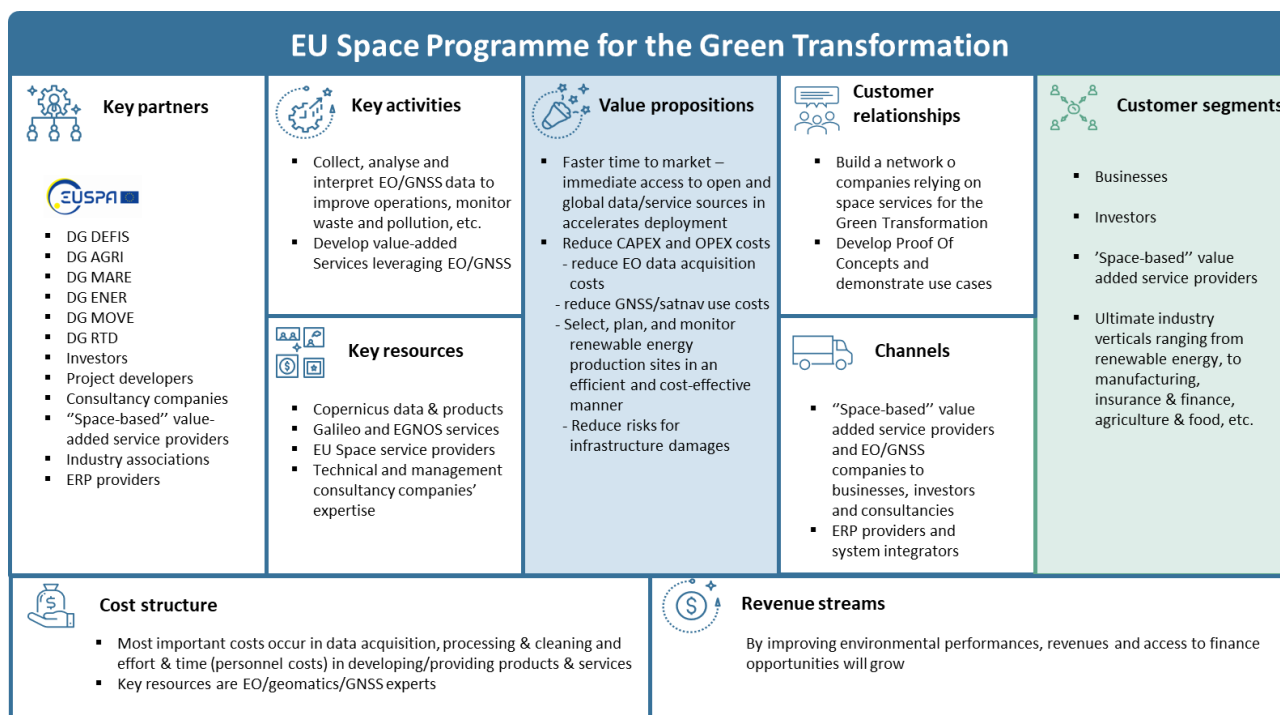 EU Space Programme for the Green Transformation
Key partners
EUSPA
▪ DG DEFIS
▪ DG AGRI
▪ DG MARE
▪ DG ENER
▪ DG MOVE
▪ DG RTD
▪ Investors
▪ Project developers
▪ Consultancy companies
▪ “Space-based’’ value-
added service providers
▪ Industry associations
▪ ERP providers
Key activities
▪ Collect, analyse and
interpret EO/GNSS data to
improve operations, monitor
waste and pollution, etc.
▪ Develop value-added
Services leveraging EO/GNSS
Key resources
▪ Copernicus data & products
▪ Galileo and EGNOS services
▪ EU Space service providers
▪ Technical and management
consultancy companies’
expertise
Value propositions
▪ Faster time to market –
immediate access to open and
global data/service sources in
accelerates deployment
▪ Reduce CAPEX and OPEX costs
- reduce EO data acquisition
costs
- reduce GNSS/satnav use costs
- Select, plan, and monitor
renewable energy
production sites in an
efficient and cost-effective
manner
- Reduce risks for
infrastructure damages
Customer
relationships
▪ Build a network o
companies relying on
space services for the
Green Transformation
▪ Develop Proof Of
Concepts and
demonstrate use cases
Channels
▪ “Space-based’’ value
added service providers
and EO/GNSS
companies to
businesses, investors
and consultancies
▪ ERP providers and
system integrators
Customer segments
▪ Businesses
▪ Investors
▪ ’Space-based’’ value
added service providers
▪ Ultimate industry
verticals ranging from
renewable energy, to
manufacturing,
insurance & finance,
agriculture & food, etc.
Cost structure
▪ Most important costs occur in data acquisition, processing & cleaning and
effort & time (personnel costs) in developing/providing products & services
▪ Key resources are EO/geomatics/GNSS experts
Revenue streams
By improving environmental performances, revenues and access to finance
opportunities will grow